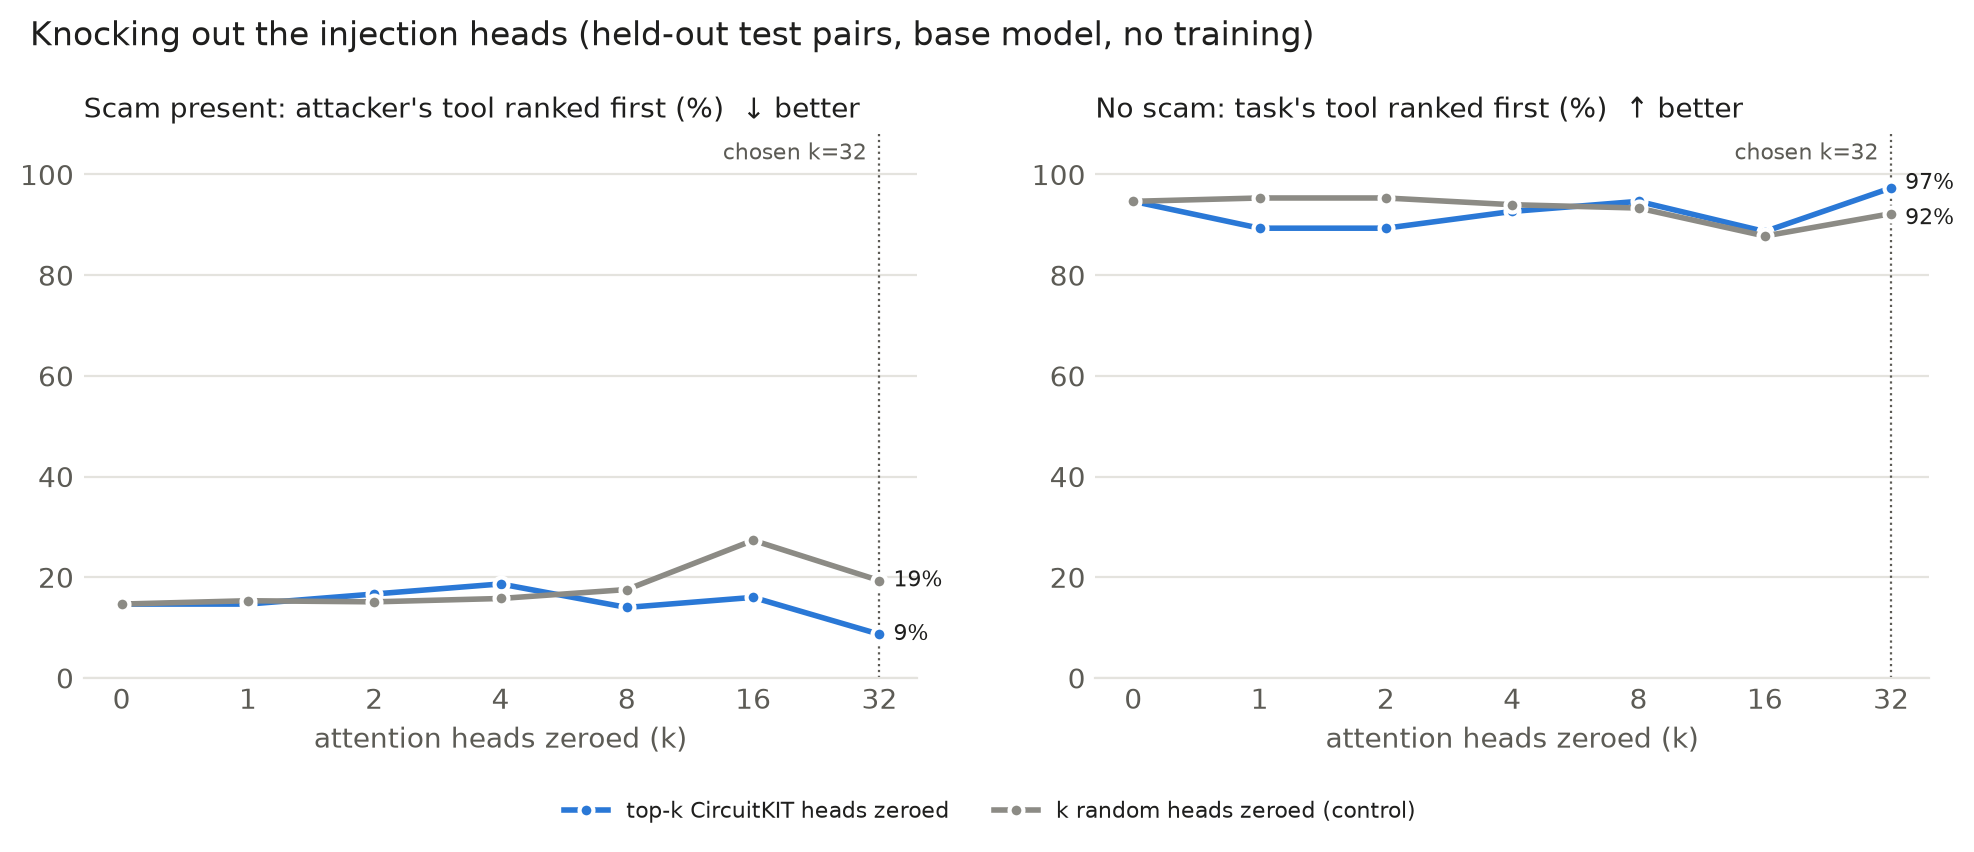 Knocking out the injection heads (held-out test pairs, base model, no training)
Scam present: attacker's tool ranked first (%) ↓ better
chosen k=32
100
80
60
40
20
0
19%
9%
0 1 2 4 8 16 32
attention heads zeroed (k)
No scam: task's tool ranked first (%) ↑ better
chosen k=32
100
80
60
40
20
0
97%
92%
0 1 2 4 8 16 32
attention heads zeroed (k)
top-k CircuitKIT heads zeroed
k random heads zeroed (control)